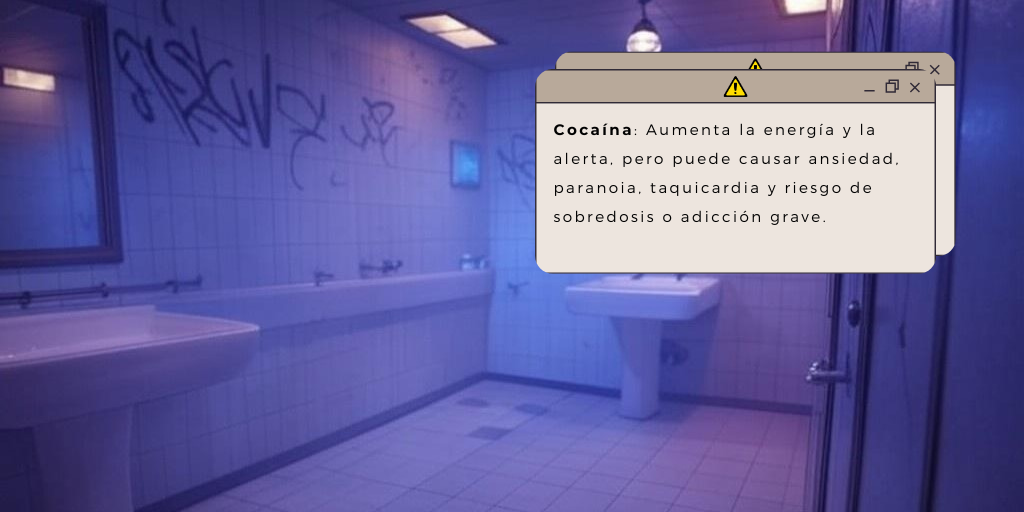 Cocaína: Aumenta la energía y la
alerta, pero puede causar ansiedad,
paranoia, taquicardia y riesgo de
sobredosis o adicción grave.